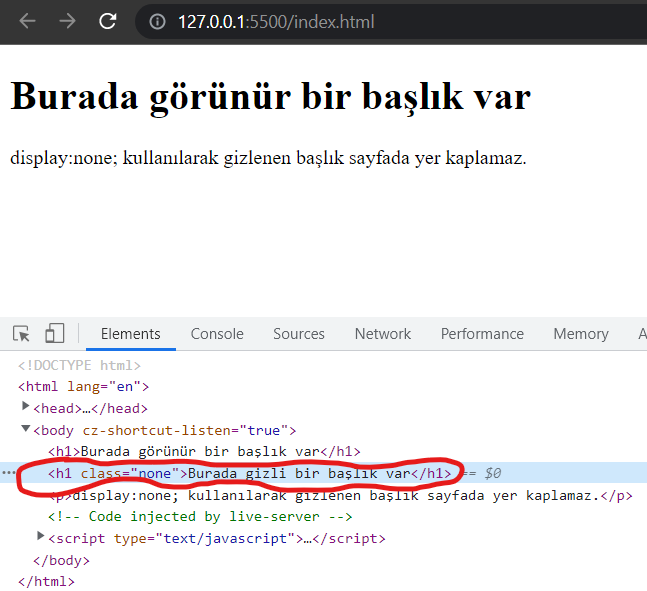 127.0.0.1:5500/index.html
Burada görünür bir başlık var
display:none; kullanılarak gizlenen başlık sayfada yer kaplamaz.
Elements Console Sources Network Performance Memory A
<!DOCTYPE html>
<html lang="en">
<head>…</head>
<body cz-shortcut-listen="true">
<h1>Burada görünür bir başlık var</h1>
<h1 class="none">Burada gizli bir başlık var</h1> == $0
<p>display:none; kullanılarak gizlenen başlık sayfada yer kaplamaz.</p>
<!-- Code injected by live-server -->
<script type="text/javascript">…</script>
</body>
</html>